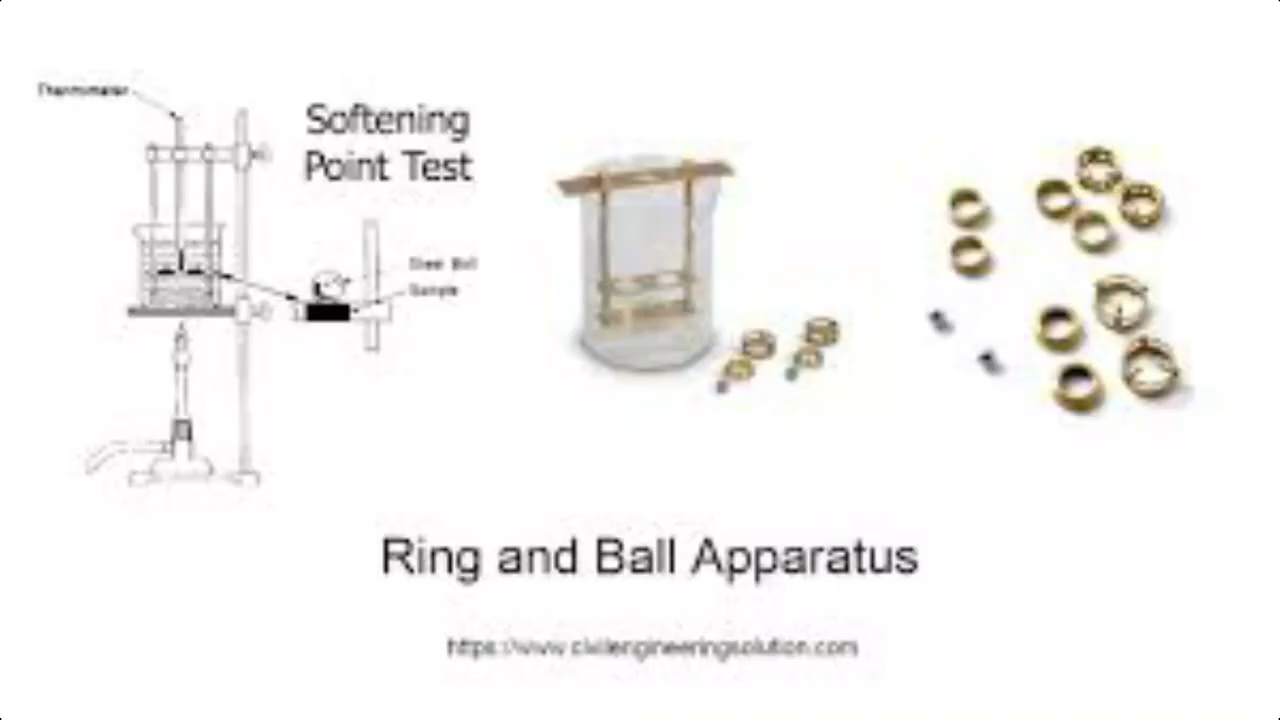 Thermometer
Softening
Point Test
Steel Ball
Sample
Ring and Ball Apparatus
https://www.civilengineeringsolution.com